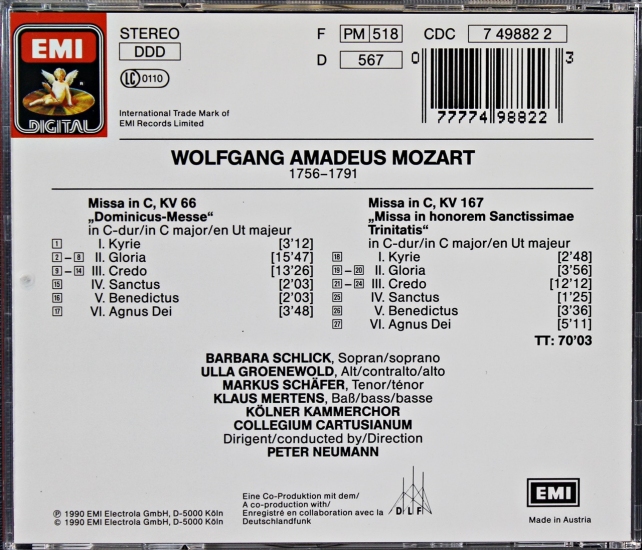 EMI
DIGITAL
STEREO
DDD
LC 0110
International Trade Mark of
EMI Records Limited
F PM 518 CDC 7 49882 2
D 567
0 77774 98822 3
WOLFGANG AMADEUS MOZART
1756–1791
Missa in C, KV 66
„Dominicus-Messe“
in C-dur/in C major/en Ut majeur
1 I. Kyrie [3'12]
2 – 8 II. Gloria [15'47]
9 – 14 III. Credo [13'26]
15 IV. Sanctus [2'03]
16 V. Benedictus [2'03]
17 VI. Agnus Dei [3'48]
Missa in C, KV 167
„Missa in honorem Sanctissimae
Trinitatis“
in C-dur/in C major/en Ut majeur
18 I. Kyrie [2'48]
19 – 20 II. Gloria [3'56]
21 – 24 III. Credo [12'12]
25 IV. Sanctus [1'25]
26 V. Benedictus [3'36]
27 VI. Agnus Dei [5'11]
TT: 70'03
BARBARA SCHLICK, Sopran/soprano
ULLA GROENEWOLD, Alt/contralto/alto
MARKUS SCHÄFER, Tenor/ténor
KLAUS MERTENS, Baß/bass/basse
KÖLNER KAMMERCHOR
COLLEGIUM CARTUSIANUM
Dirigent/conducted by/Direction
PETER NEUMANN
℗ 1990 EMI Electrola GmbH, D-5000 Köln
© 1990 EMI Electrola GmbH, D-5000 Köln
Eine Co-Produktion mit dem/
A co-production with/
Enregistré en collaboration avec la
Deutschlandfunk
DLF
EMI
Made in Austria